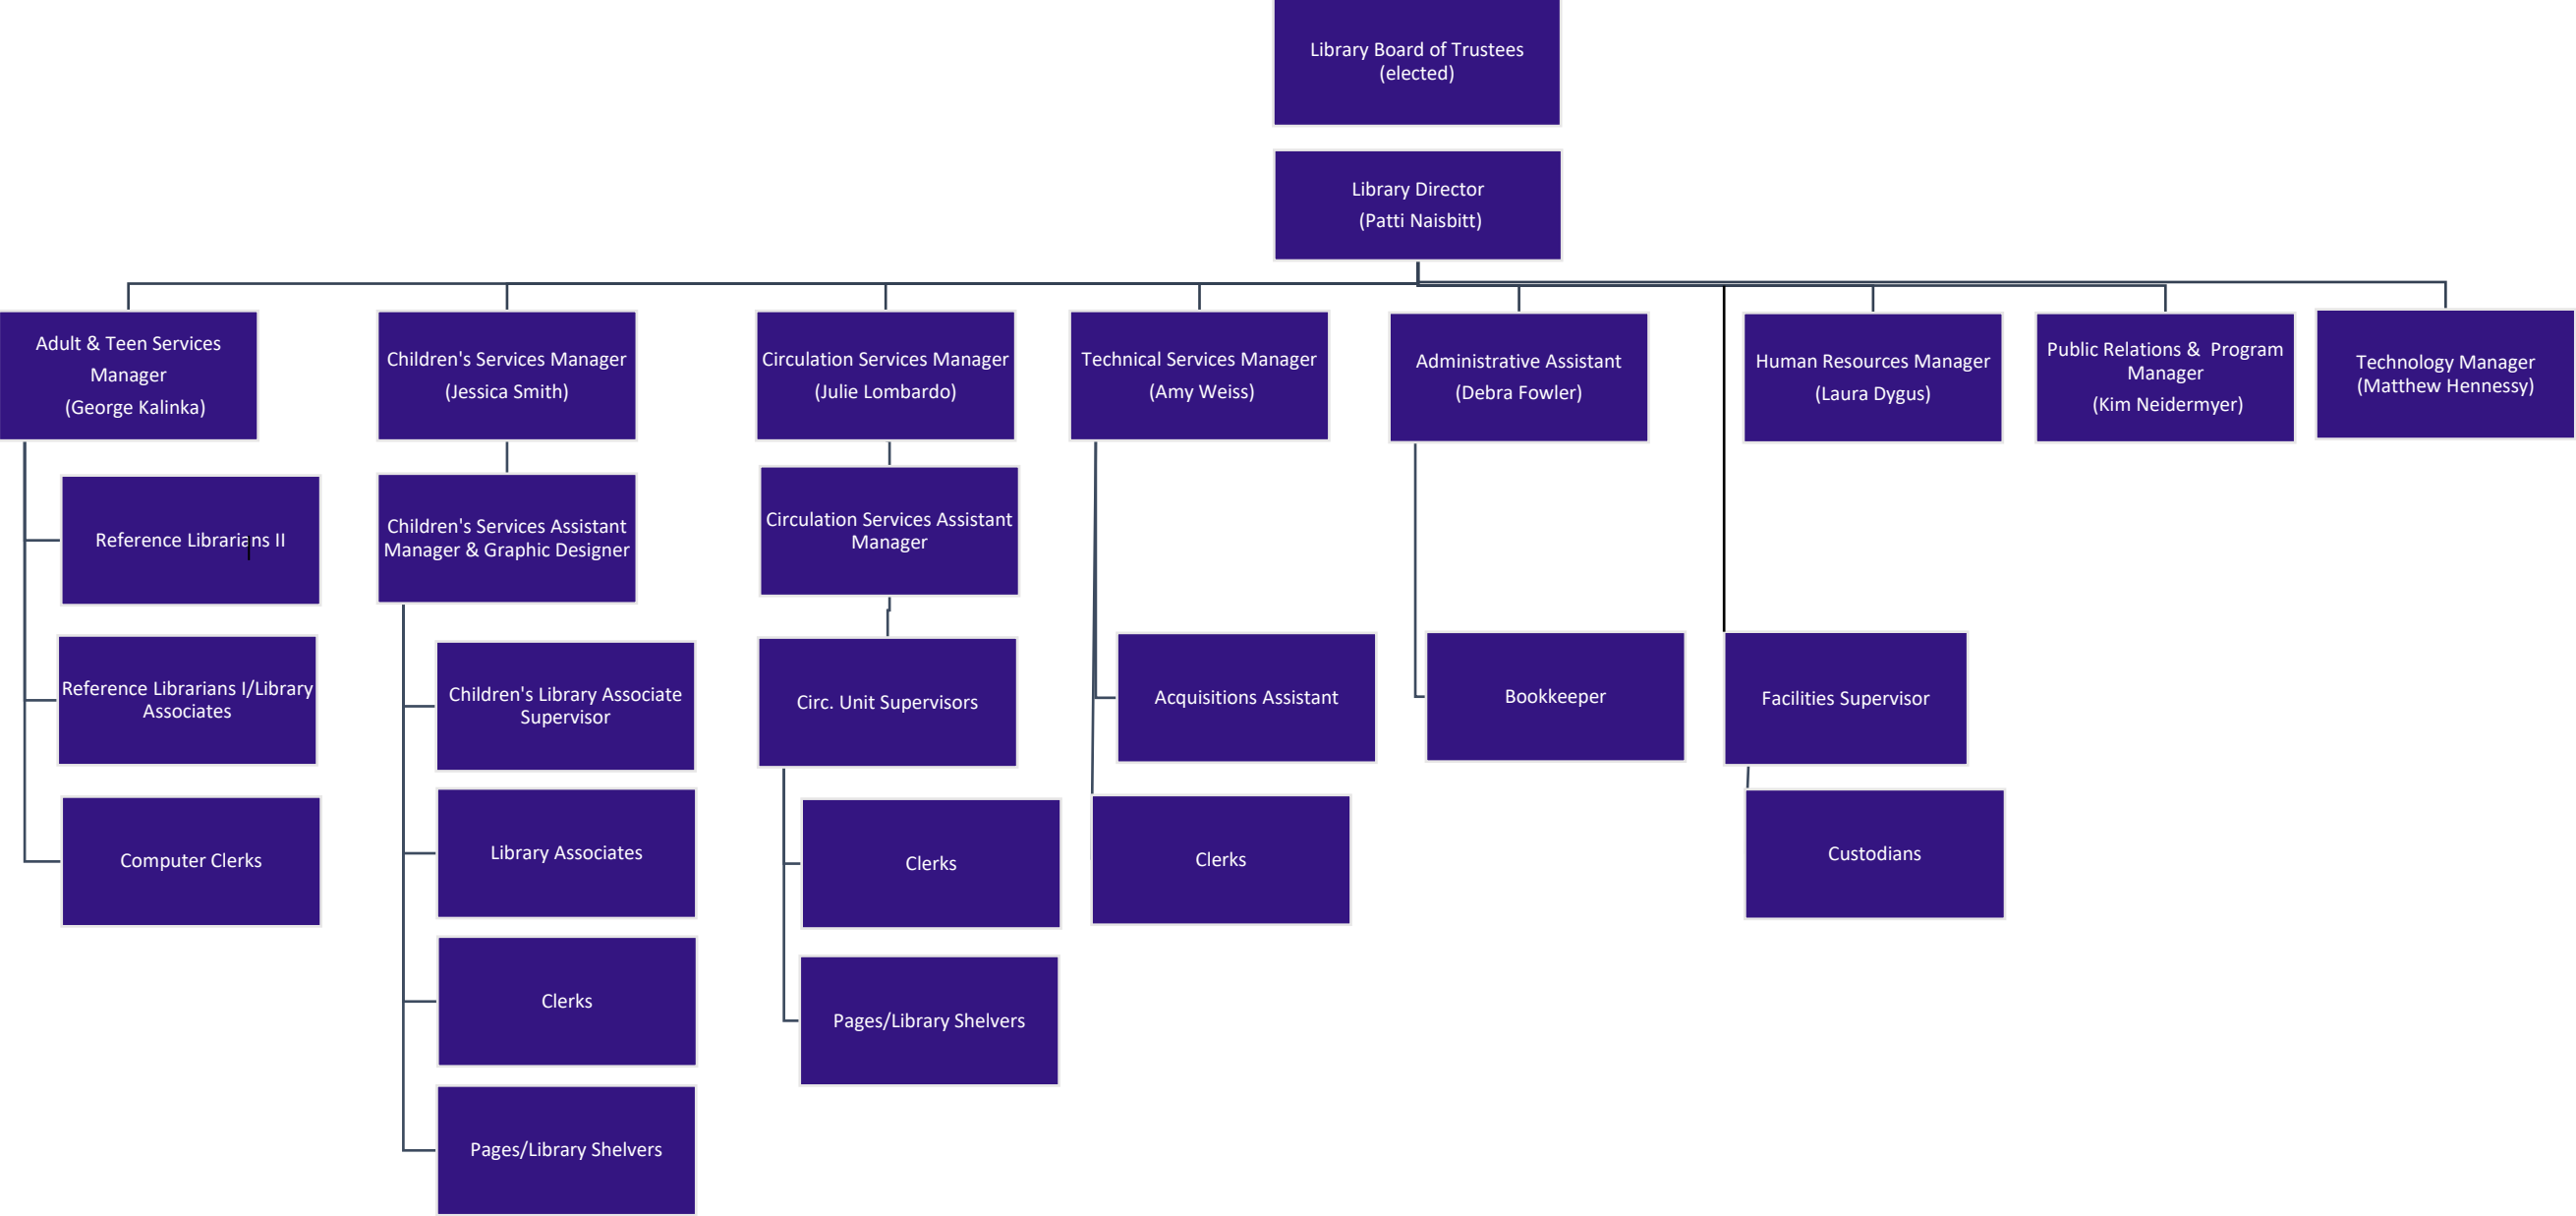 Library Board of Trustees
(elected)
Library Director
(Patti Naisbitt)
Adult & Teen Services
Manager
(George Kalinka)
Children's Services Manager
(Jessica Smith)
Circulation Services Manager
(Julie Lombardo)
Technical Services Manager
(Amy Weiss)
Administrative Assistant
(Debra Fowler)
Human Resources Manager
(Laura Dygus)
Public Relations & Program
Manager
(Kim Neidermyer)
Technology Manager
(Matthew Hennessy)
Reference Librarians II
Children's Services Assistant
Manager & Graphic Designer
Circulation Services Assistant
Manager
Reference Librarians I/Library
Associates
Children's Library Associate
Supervisor
Circ. Unit Supervisors
Acquisitions Assistant
Bookkeeper
Facilities Supervisor
Computer Clerks
Library Associates
Clerks
Clerks
Custodians
Clerks
Pages/Library Shelvers
Pages/Library Shelvers